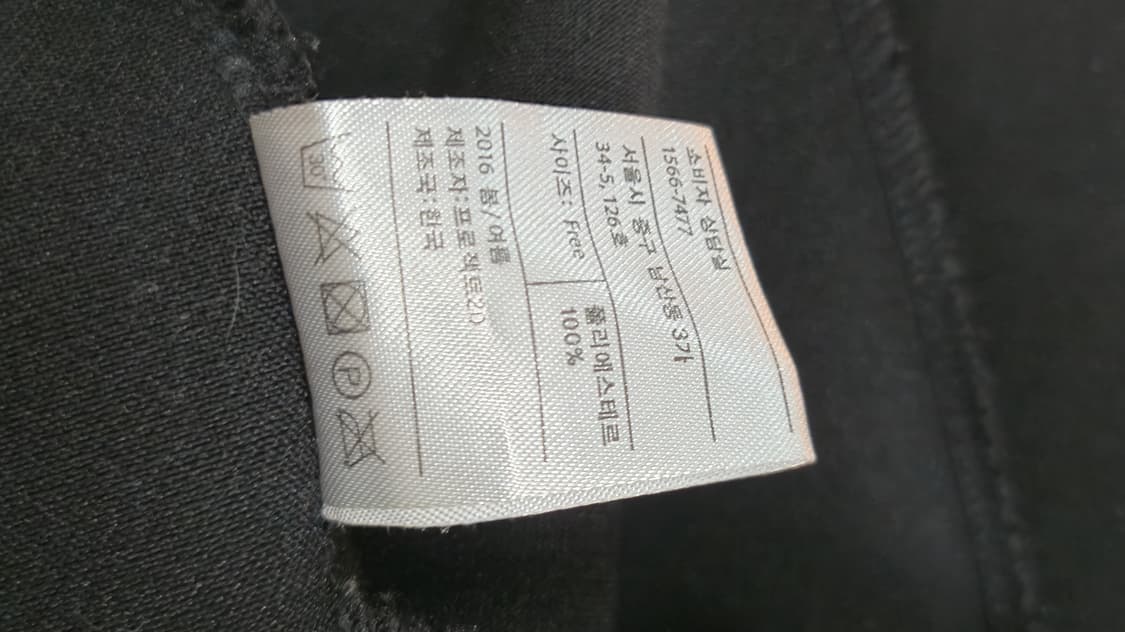 소비자 상담실
1566-7477
서울시 중구 남산동 3가
34-5, 126호
사이즈: Free
폴리에스테르
100%
2016 봄/여름
제조자:프로젝트21
제조국:한국
30
P